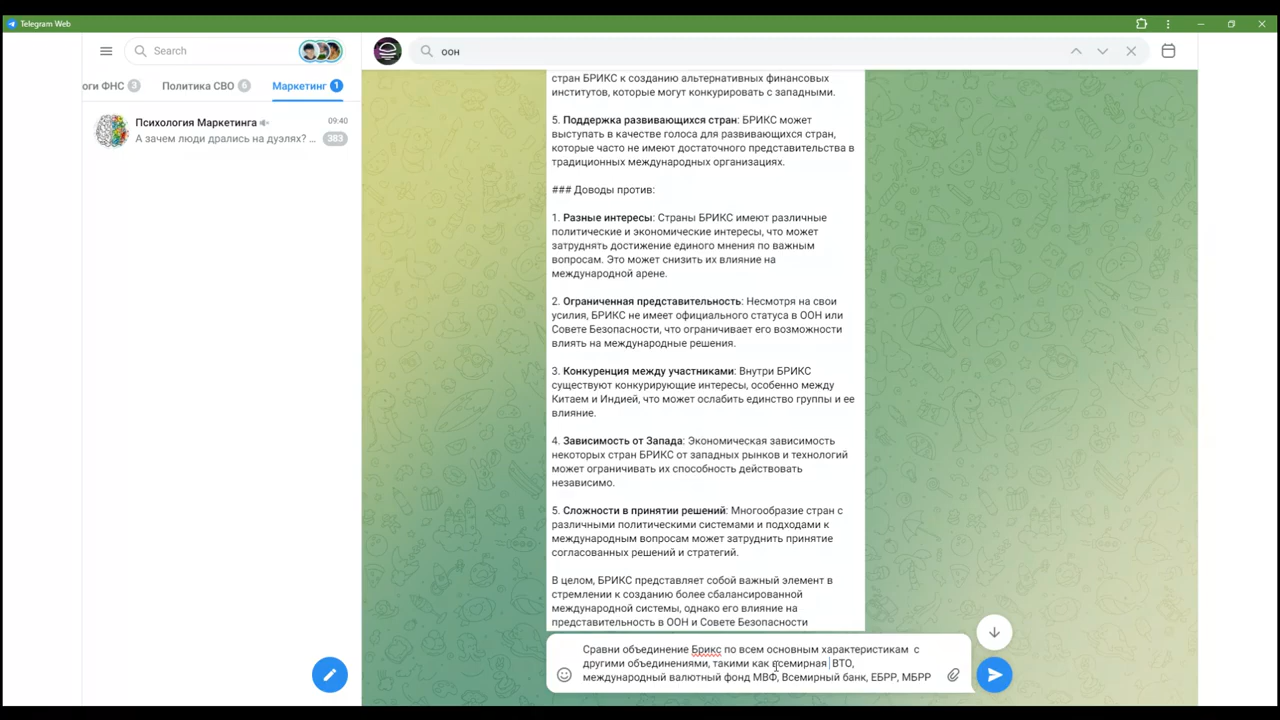 Telegram Web
Search
оги ФНС 3
Политика СВО 6
Маркетинг 1
Психология Маркетинга
09:40
А зачем люди дрались на дуэлях? ...
383
оон
стран БРИКС к созданию альтернативных финансовых
институтов, которые могут конкурировать с западными.
5. Поддержка развивающихся стран: БРИКС может
выступать в качестве голоса для развивающихся стран,
которые часто не имеют достаточного представительства в
традиционных международных организациях.
### Доводы против:
1. Разные интересы: Страны БРИКС имеют различные
политические и экономические интересы, что может
затруднять достижение единого мнения по важным
вопросам. Это может снизить их влияние на
международной арене.
2. Ограниченная представительность: Несмотря на свои
усилия, БРИКС не имеет официального статуса в ООН или
Совете Безопасности, что ограничивает его возможности
влиять на международные решения.
3. Конкуренция между участниками: Внутри БРИКС
существуют конкурирующие интересы, особенно между
Китаем и Индией, что может ослабить единство группы и ее
влияние.
4. Зависимость от Запада: Экономическая зависимость
некоторых стран БРИКС от западных рынков и технологий
может ограничивать их способность действовать
независимо.
5. Сложности в принятии решений: Многообразие стран с
различными политическими системами и подходами к
международным вопросам может затруднить принятие
согласованных решений и стратегий.
В целом, БРИКС представляет собой важный элемент в
стремлении к созданию более сбалансированной
международной системы, однако его влияние на
представительность в ООН и Совете Безопасности
Сравни объединение Брикс по всем основным характеристикам с
другими объединениями, такими как всемирная ВТО,
международный валютный фонд МВФ, Всемирный банк, ЕБРР, МБРР